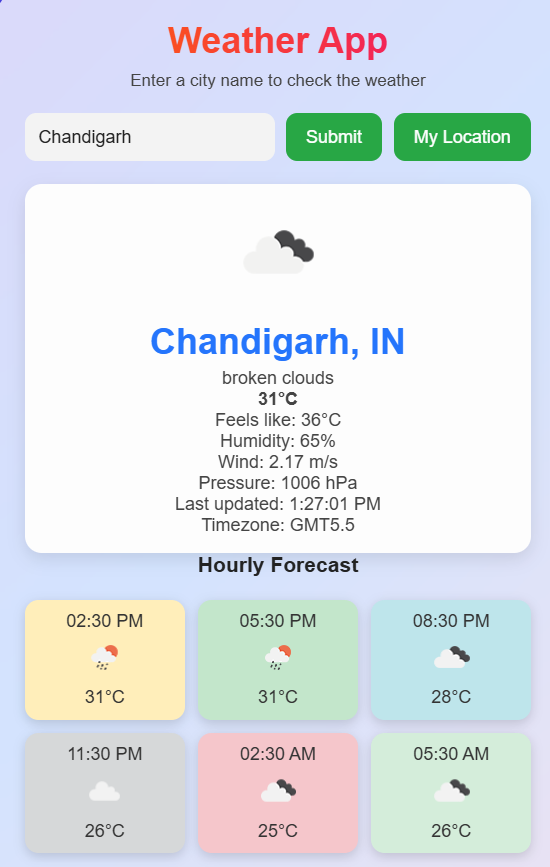 Weather App
Enter a city name to check the weather
Chandigarh
Submit
My Location
Chandigarh, IN
broken clouds
31°C
Feels like: 36°C
Humidity: 65%
Wind: 2.17 m/s
Pressure: 1006 hPa
Last updated: 1:27:01 PM
Timezone: GMT5.5
Hourly Forecast
02:30 PM
31°C
05:30 PM
31°C
08:30 PM
28°C
11:30 PM
26°C
02:30 AM
25°C
05:30 AM
26°C